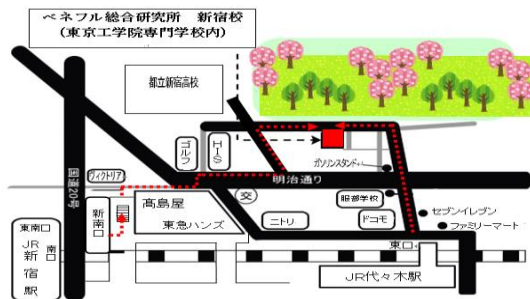 ベネフル総合研究所 新宿校
(東京工学院専門学校内)
都立新宿高校
国道20号
ヴィクトリア
ゴルフ
HIS
ガソリンスタンド
明治通り
新南口
髙島屋
東急ハンズ
交
ニトリ
服部学校
ドコモ
セブンイレブン
ファミリーマート
東南口
南口
JR新宿駅
東口
JR代々木駅